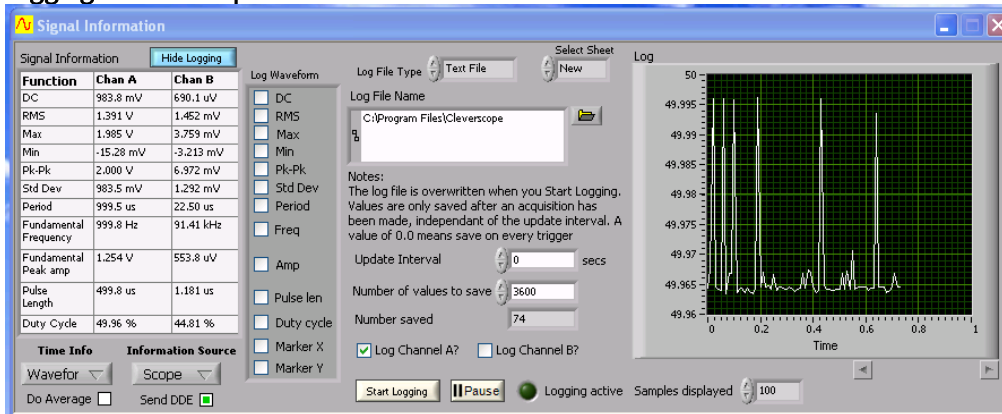 Signal Information
Signal Information Hide Logging
Function Chan A Chan B
DC 983.8 mV 690.1 uV
RMS 1.391 V 1.452 mV
Max 1.985 V 3.759 mV
Min -15.28 mV -3.213 mV
Pk-Pk 2.000 V 6.972 mV
Std Dev 983.5 mV 1.292 mV
Period 999.5 us 22.50 us
Fundamental Frequency 999.8 Hz 91.41 kHz
Fundamental Peak amp 1.254 V 553.8 uV
Pulse Length 499.8 us 1.181 us
Duty Cycle 49.96 % 44.81 %
Time Info Information Source
Wavefor Scope
Do Average Send DDE
Log Waveform
DC
RMS
Max
Min
Pk-Pk
Std Dev
Period
Freq
Amp
Pulse len
Duty cycle
Marker X
Marker Y
Select Sheet
Log File Type Text File New
Log File Name
C:\Program Files\Cleverscope
Notes:
The log file is overwritten when you Start Logging.
Values are only saved after an acquisition has
been made, independant of the update interval. A
value of 0.0 means save on every trigger
Update Interval 0 secs
Number of values to save 3600
Number saved 74
Log Channel A? Log Channel B?
Start Logging Pause Logging active Samples displayed 100
Log
50
49.995
49.99
49.985
49.98
49.975
49.97
49.965
49.96
0 0.2 0.4 0.6 0.8 1
Time